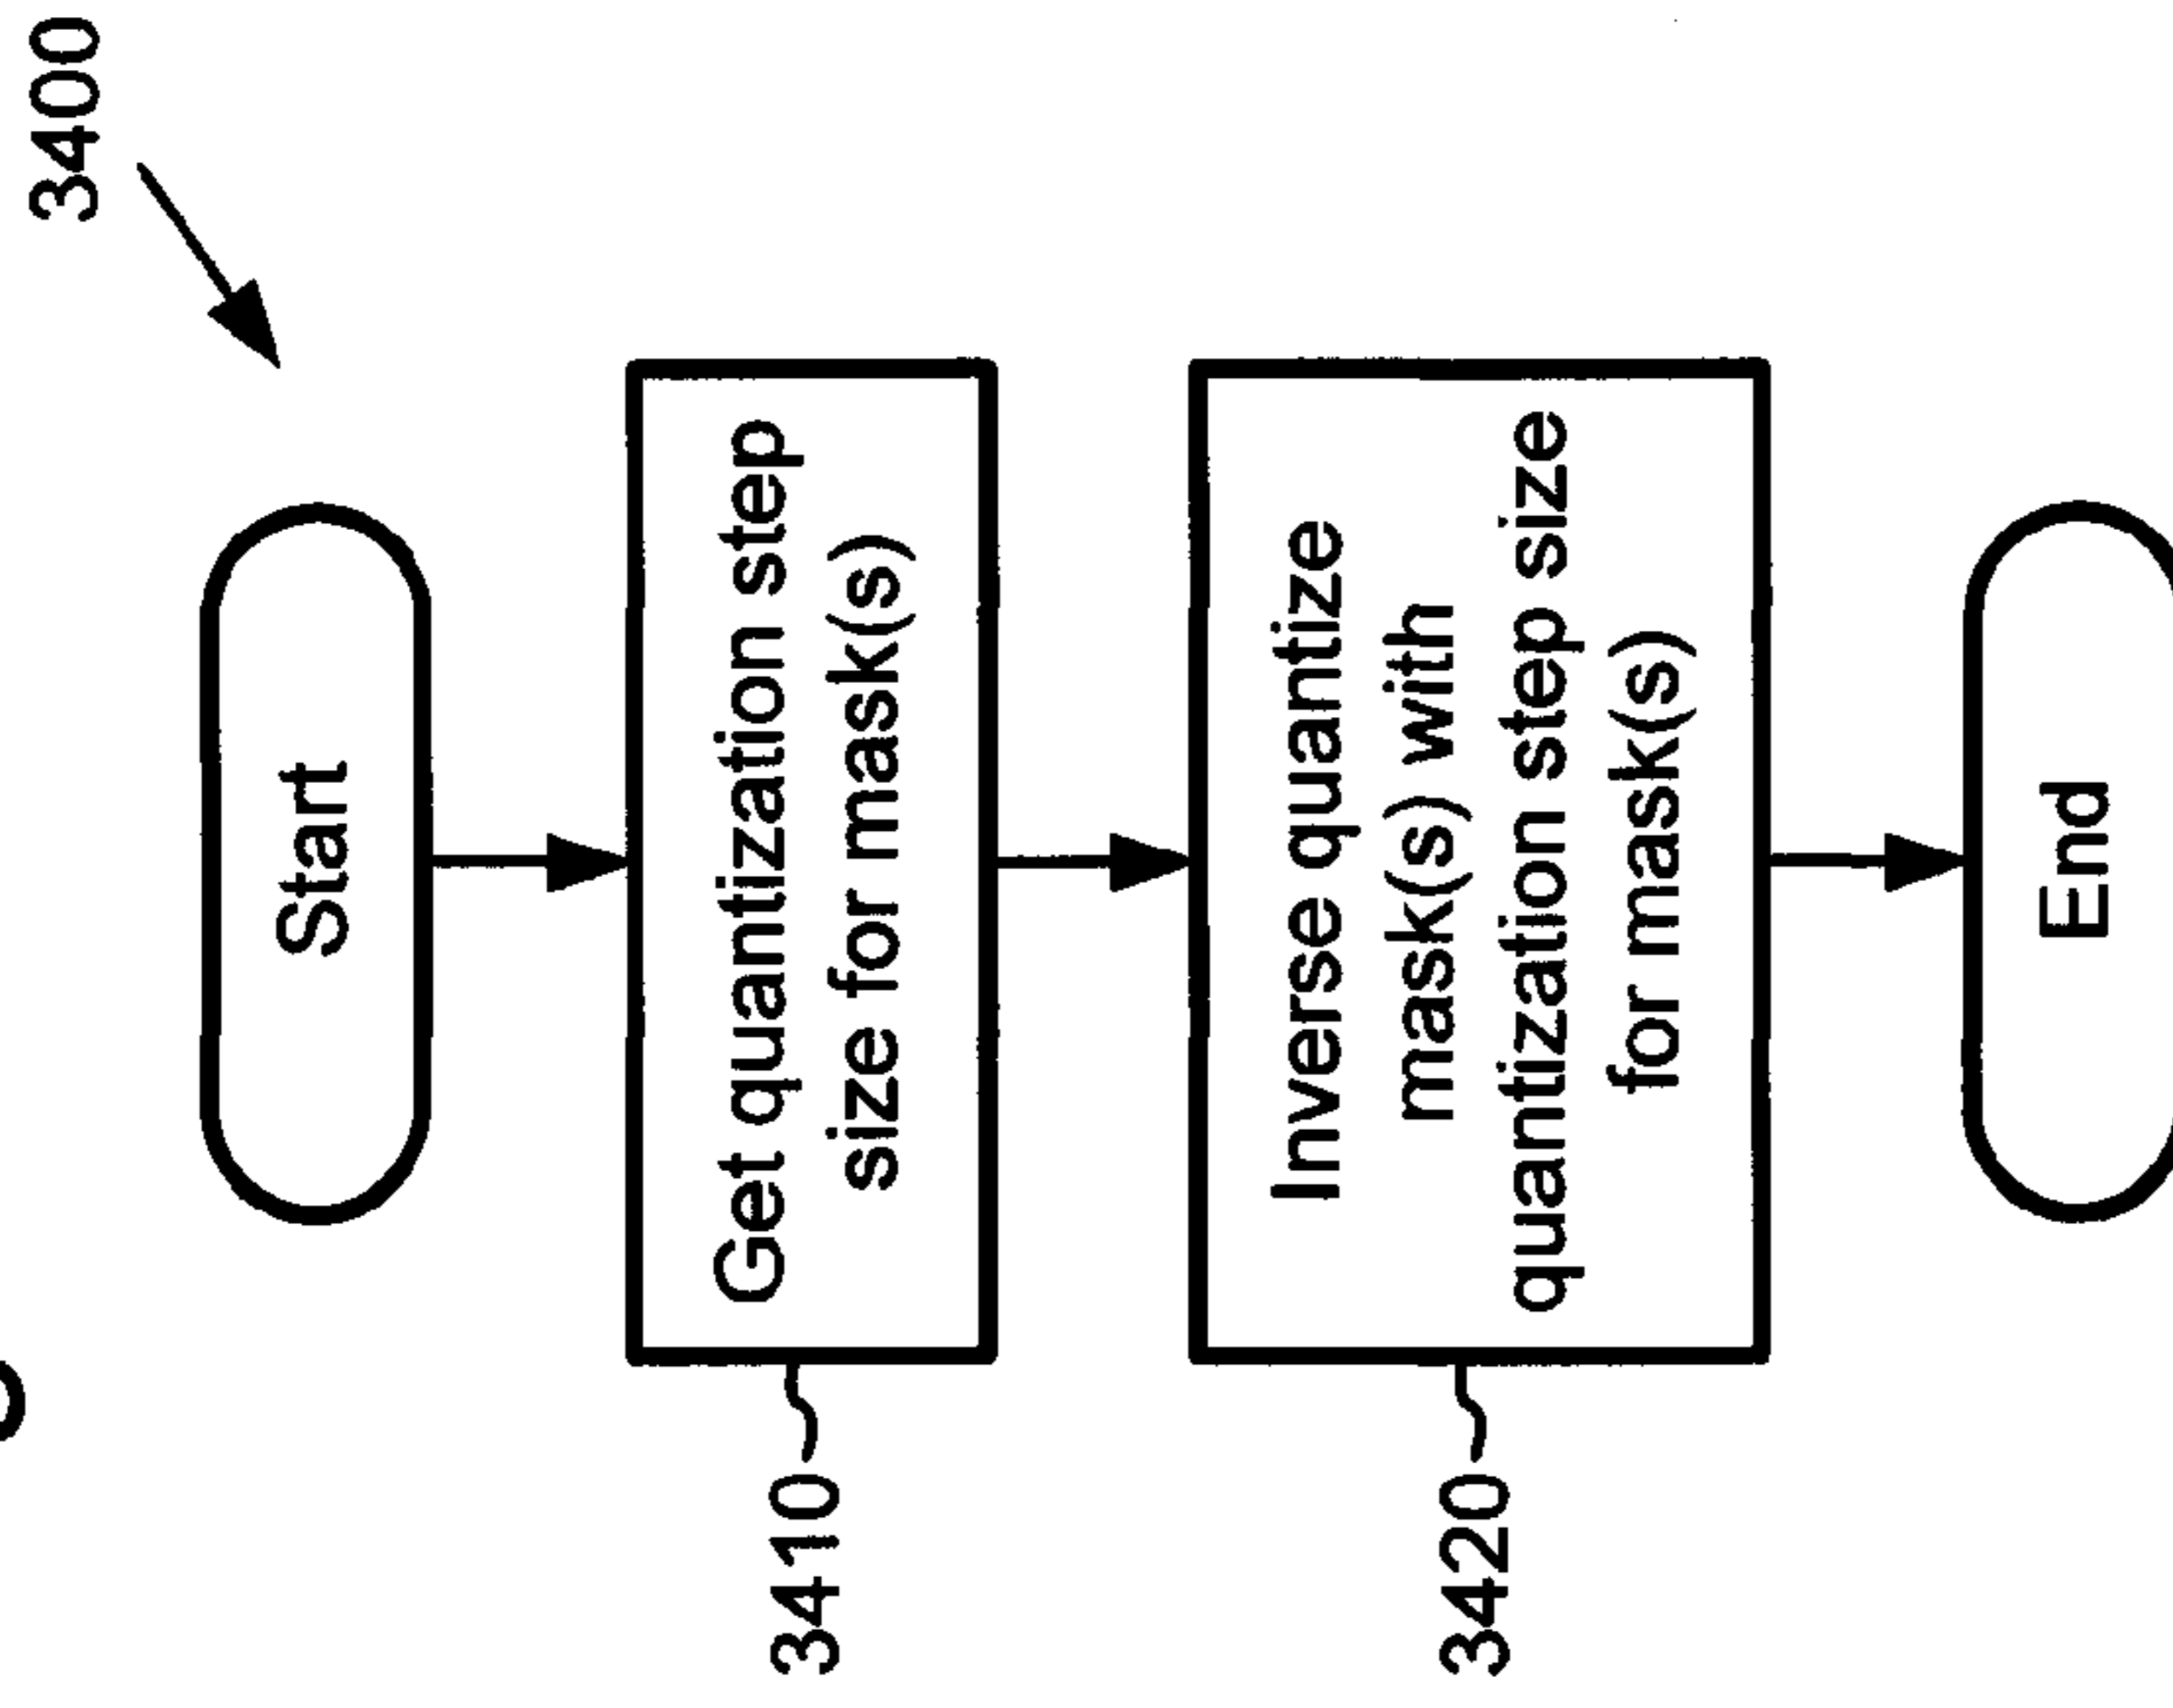 3400
Start
3410
Get quantization step
size for mask(s)
3420
Inverse quantize
mask(s) with
quantization step size
for mask(s)
End